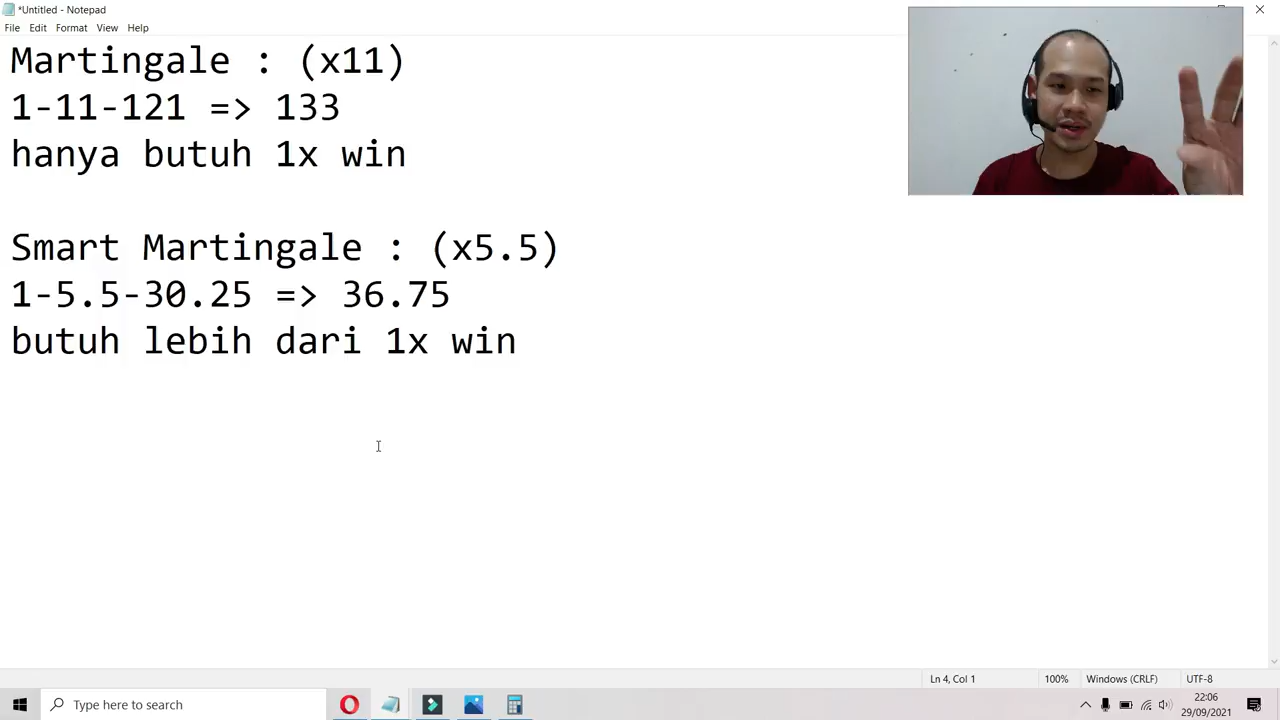 *Untitled - Notepad
File Edit Format View Help
Martingale : (x11)
1-11-121 => 133
hanya butuh 1x win
Smart Martingale : (x5.5)
1-5.5-30.25 => 36.75
butuh lebih dari 1x win
Ln 4, Col 1 100% Windows (CRLF) UTF-8
Type here to search
22:06
29/09/2021